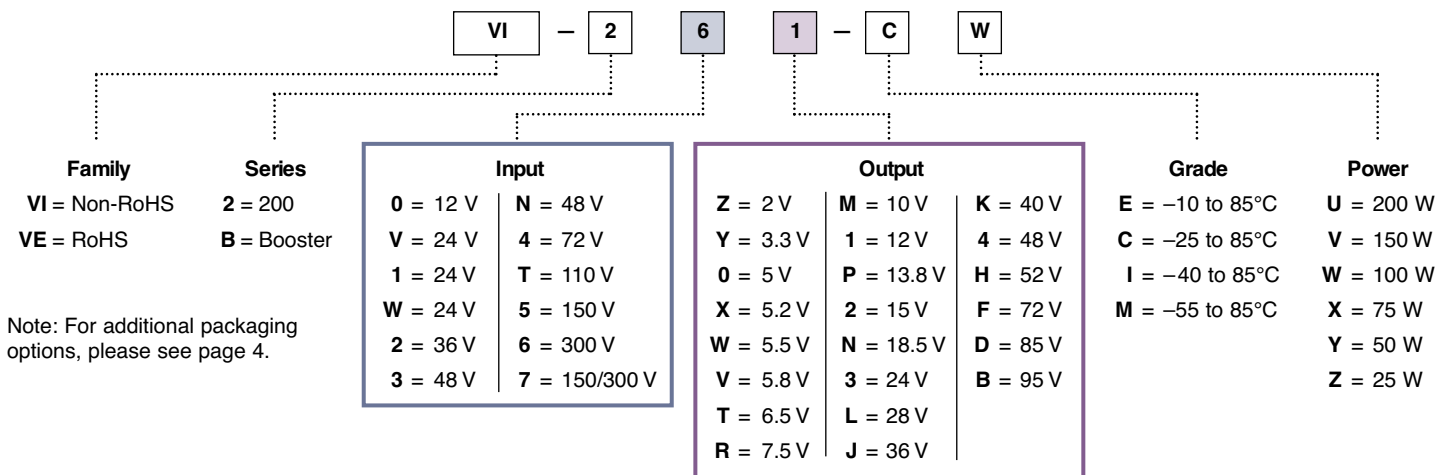 VI – 2 6 1 – C W
Family
VI = Non-RoHS
VE = RoHS
Series
2 = 200
B = Booster
Note: For additional packaging
options, please see page 4.
Input
0 = 12 V
V = 24 V
1 = 24 V
W = 24 V
2 = 36 V
3 = 48 V
N = 48 V
4 = 72 V
T = 110 V
5 = 150 V
6 = 300 V
7 = 150/300 V
Output
Z = 2 V
Y = 3.3 V
0 = 5 V
X = 5.2 V
W = 5.5 V
V = 5.8 V
T = 6.5 V
R = 7.5 V
M = 10 V
1 = 12 V
P = 13.8 V
2 = 15 V
N = 18.5 V
3 = 24 V
L = 28 V
J = 36 V
K = 40 V
4 = 48 V
H = 52 V
F = 72 V
D = 85 V
B = 95 V
Grade
E = –10 to 85°C
C = –25 to 85°C
I = –40 to 85°C
M = –55 to 85°C
Power
U = 200 W
V = 150 W
W = 100 W
X = 75 W
Y = 50 W
Z = 25 W